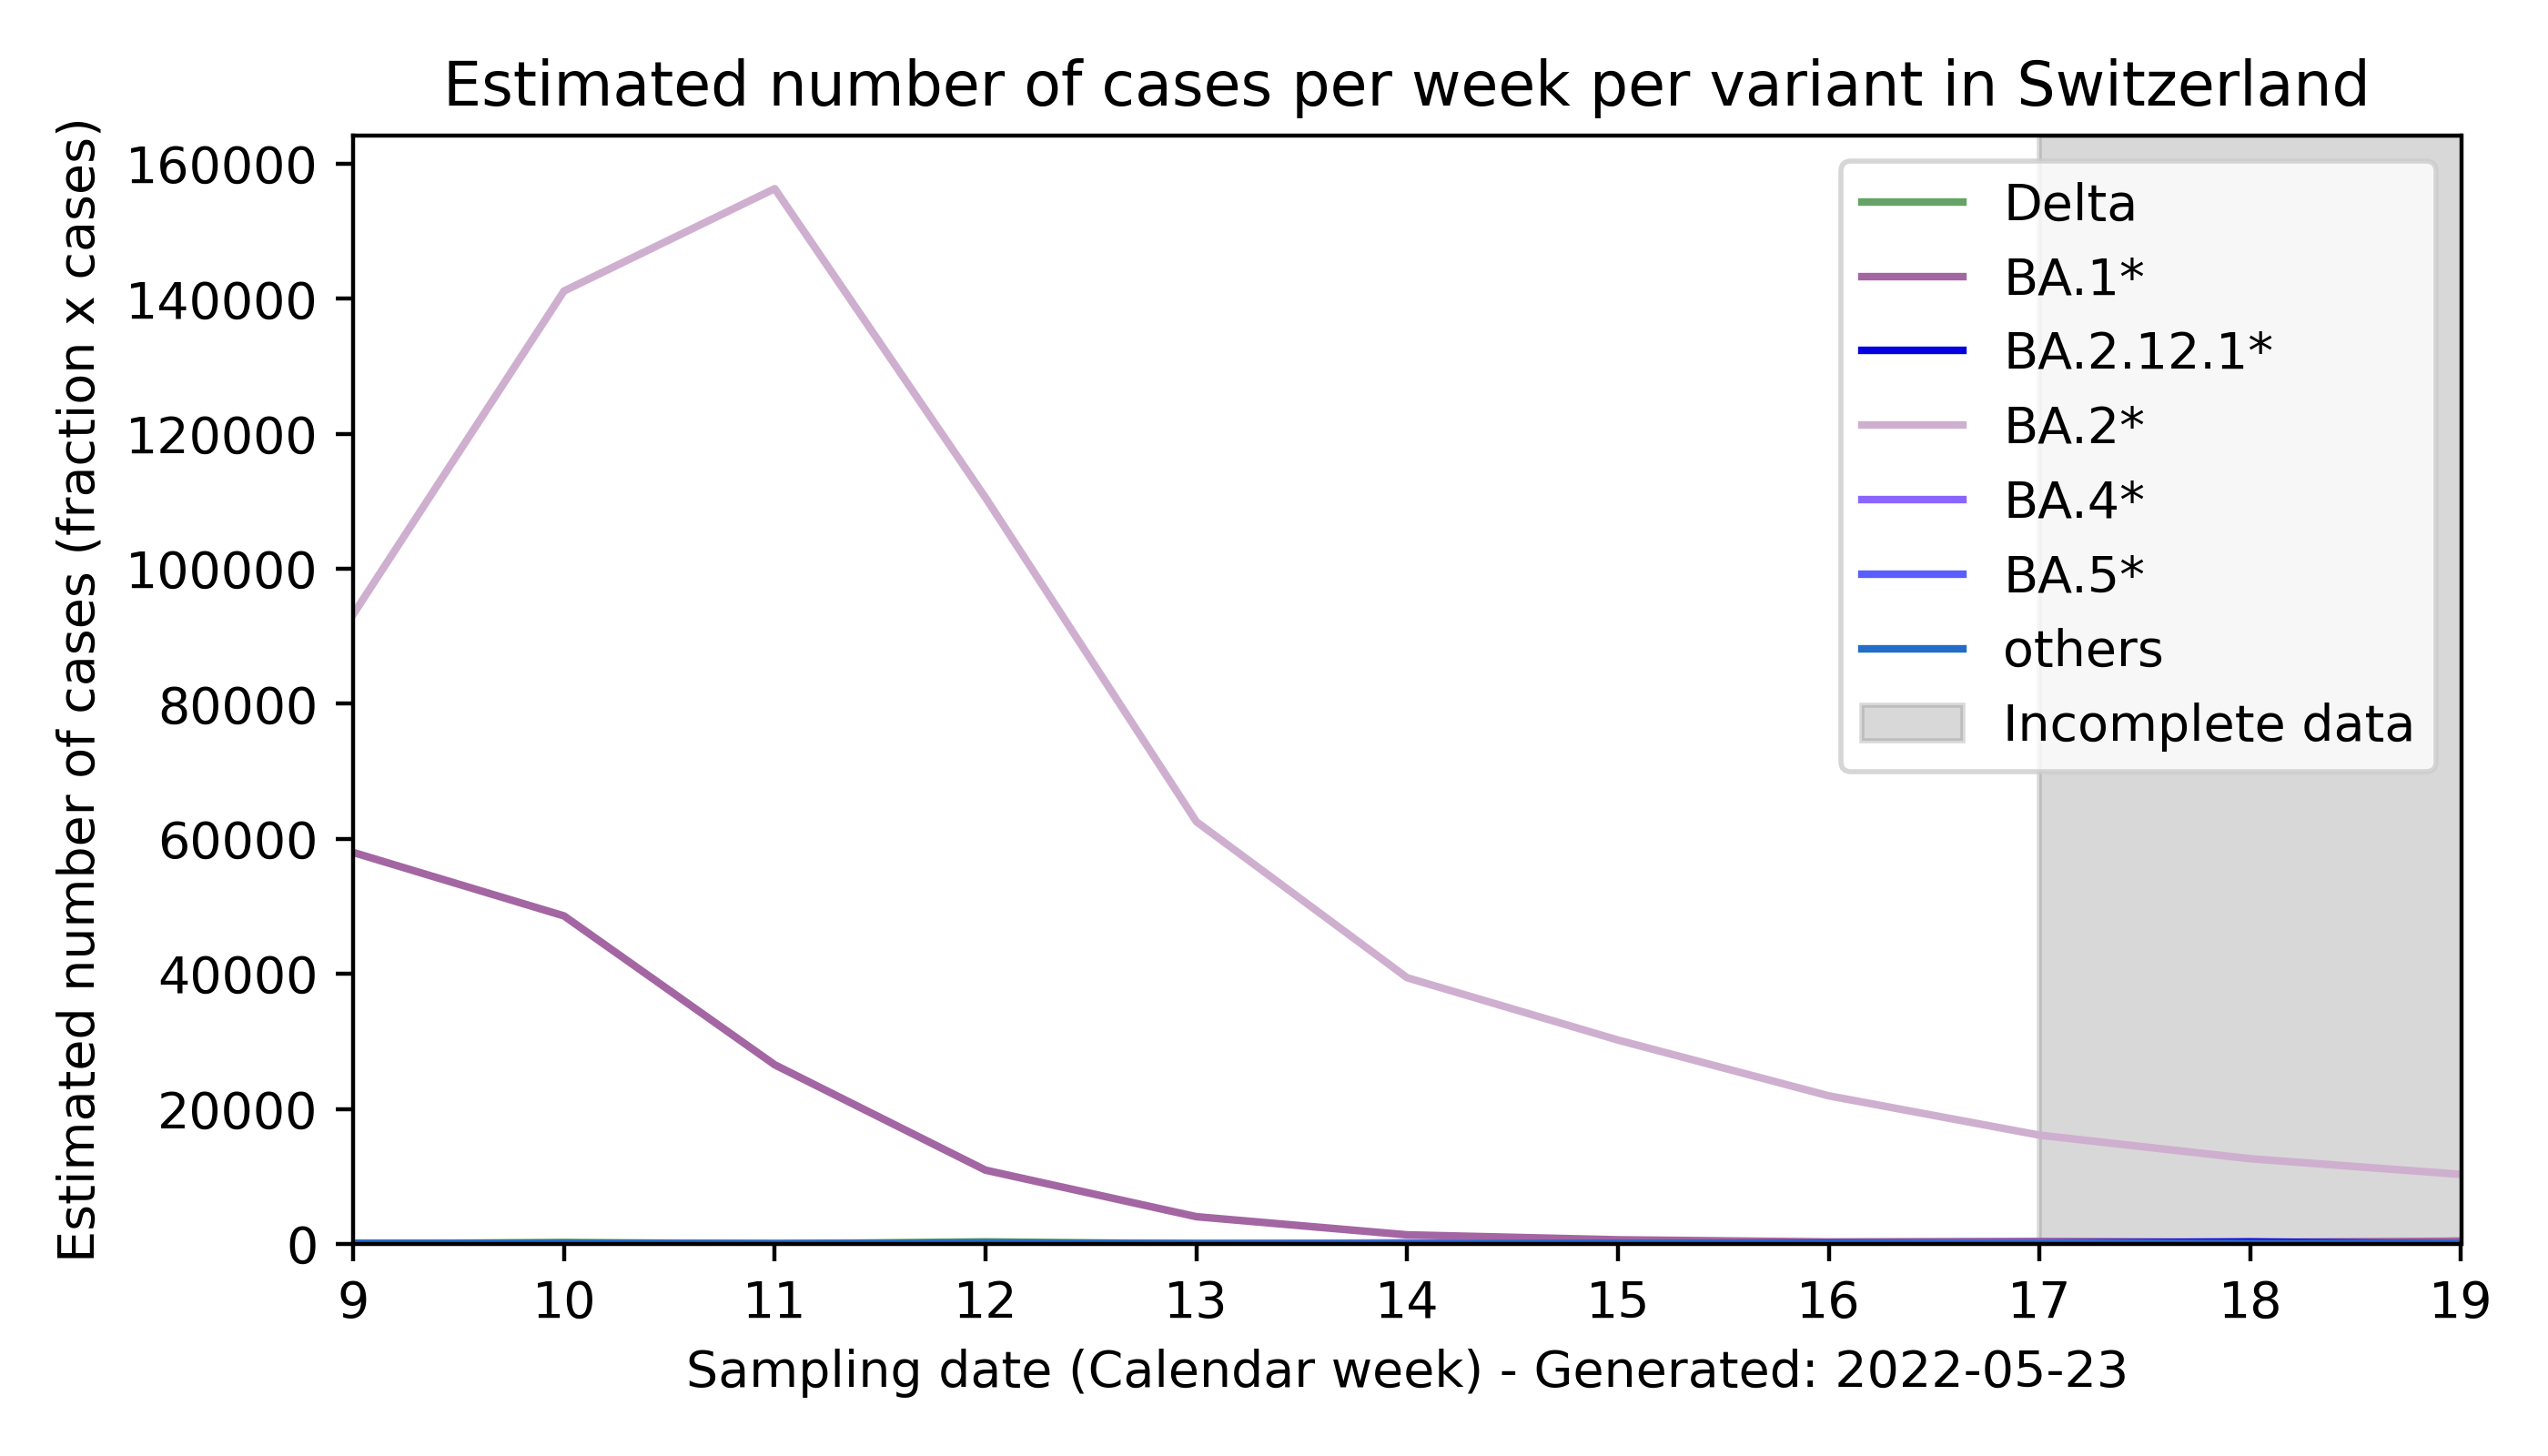 Estimated number of cases per week per variant in Switzerland
Estimated number of cases (fraction x cases)
160000
140000
120000
100000
80000
60000
40000
20000
0
Delta
BA.1*
BA.2.12.1*
BA.2*
BA.4*
BA.5*
others
Incomplete data
9 10 11 12 13 14 15 16 17 18 19
Sampling date (Calendar week) - Generated: 2022-05-23